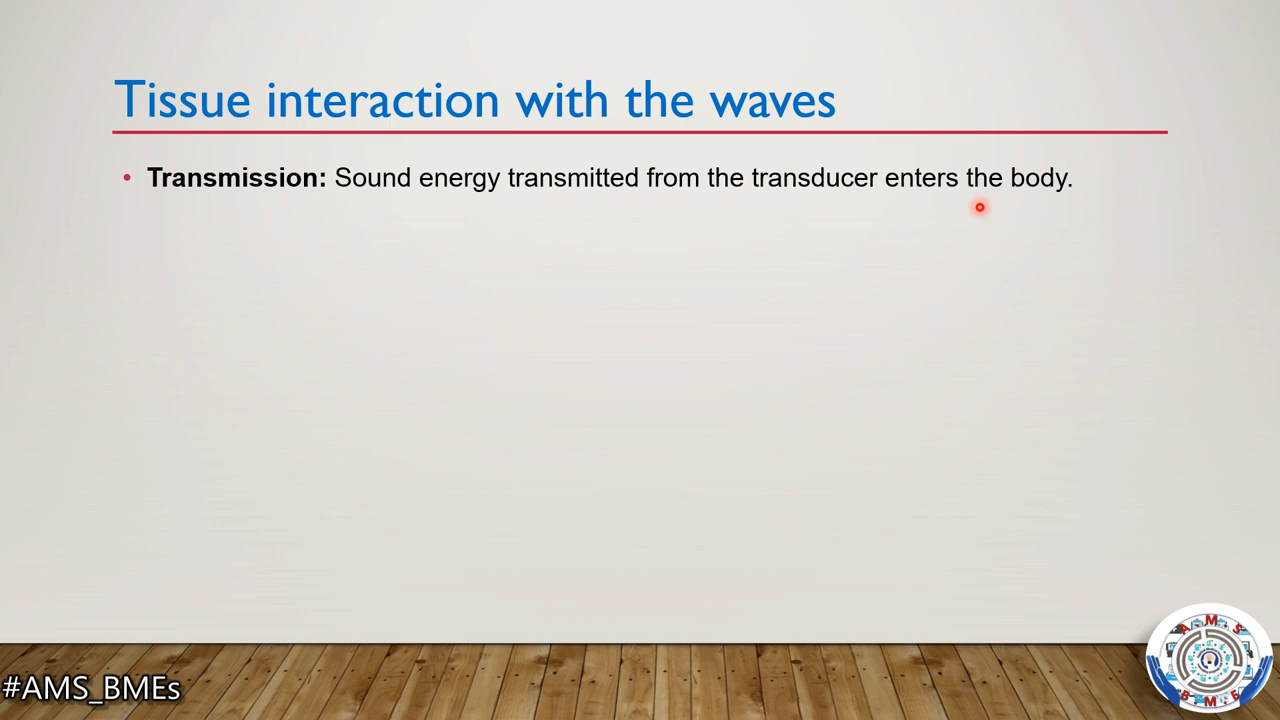 Tissue interaction with the waves
• Transmission: Sound energy transmitted from the transducer enters the body.
#AMS_BMEs
A M S
B M E